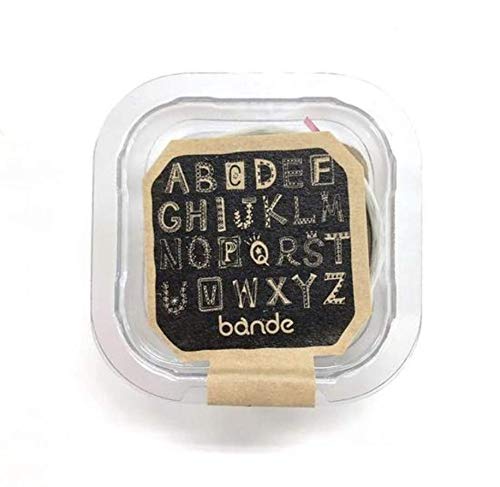 ABCDEF
GHIJKLM
NOPQRST
UVWXYZ
bande